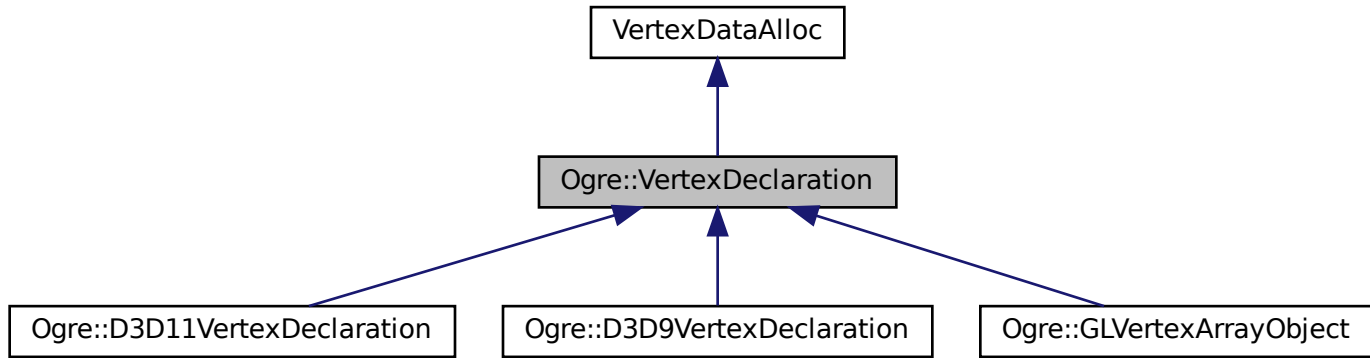 VertexDataAlloc
Ogre::VertexDeclaration
Ogre::D3D11VertexDeclaration
Ogre::D3D9VertexDeclaration
Ogre::GLVertexArrayObject